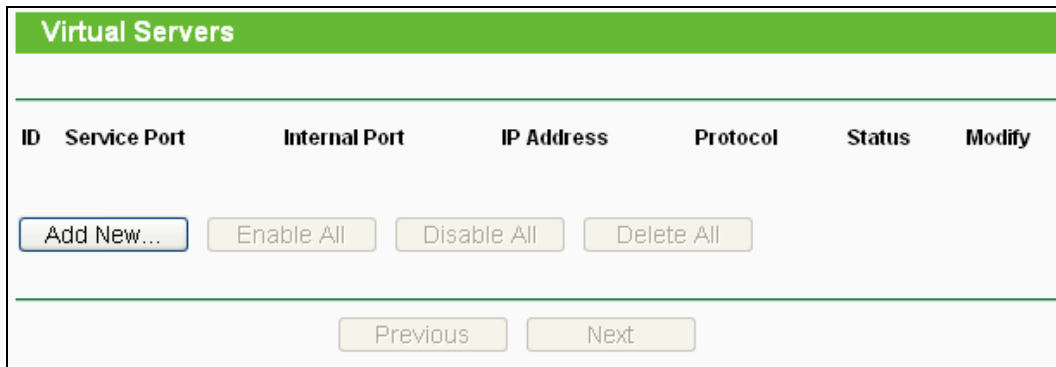 Virtual Servers
ID Service Port Internal Port IP Address Protocol Status Modify
Add New... Enable All Disable All Delete All
Previous Next